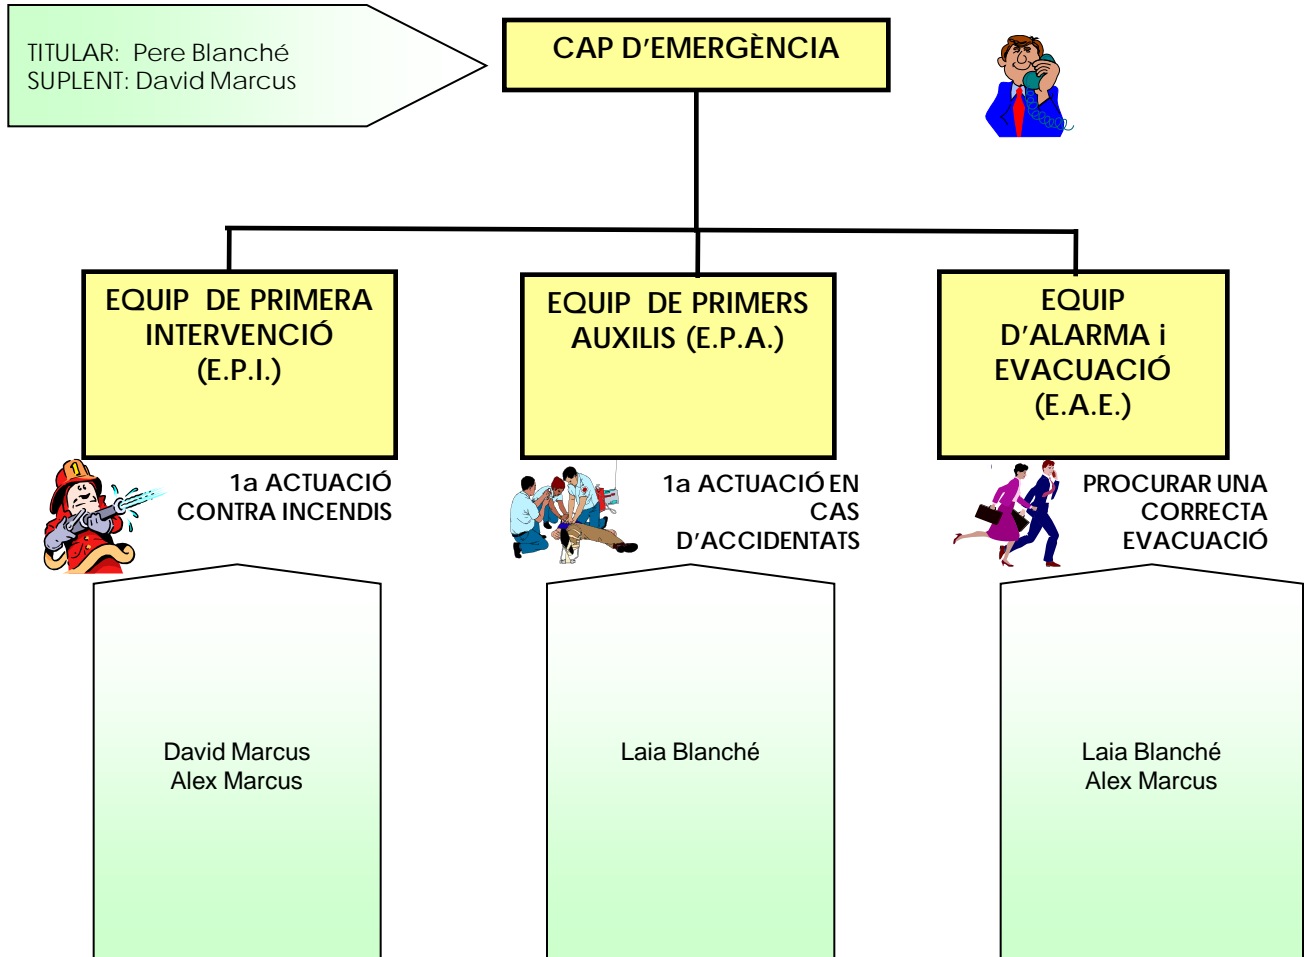 TITULAR: Pere Blanché
SUPLENT: David Marcus
CAP D'EMERGÈNCIA
EQUIP DE PRIMERA
INTERVENCIÓ
(E.P.I.)
EQUIP DE PRIMERS
AUXILIS (E.P.A.)
EQUIP
D'ALARMA i
EVACUACIÓ
(E.A.E.)
1
1a ACTUACIÓ
CONTRA INCENDIS
1a ACTUACIÓ EN
CAS
D'ACCIDENTATS
PROCURAR UNA
CORRECTA
EVACUACIÓ
David Marcus
Alex Marcus
Laia Blanché
Laia Blanché
Alex Marcus